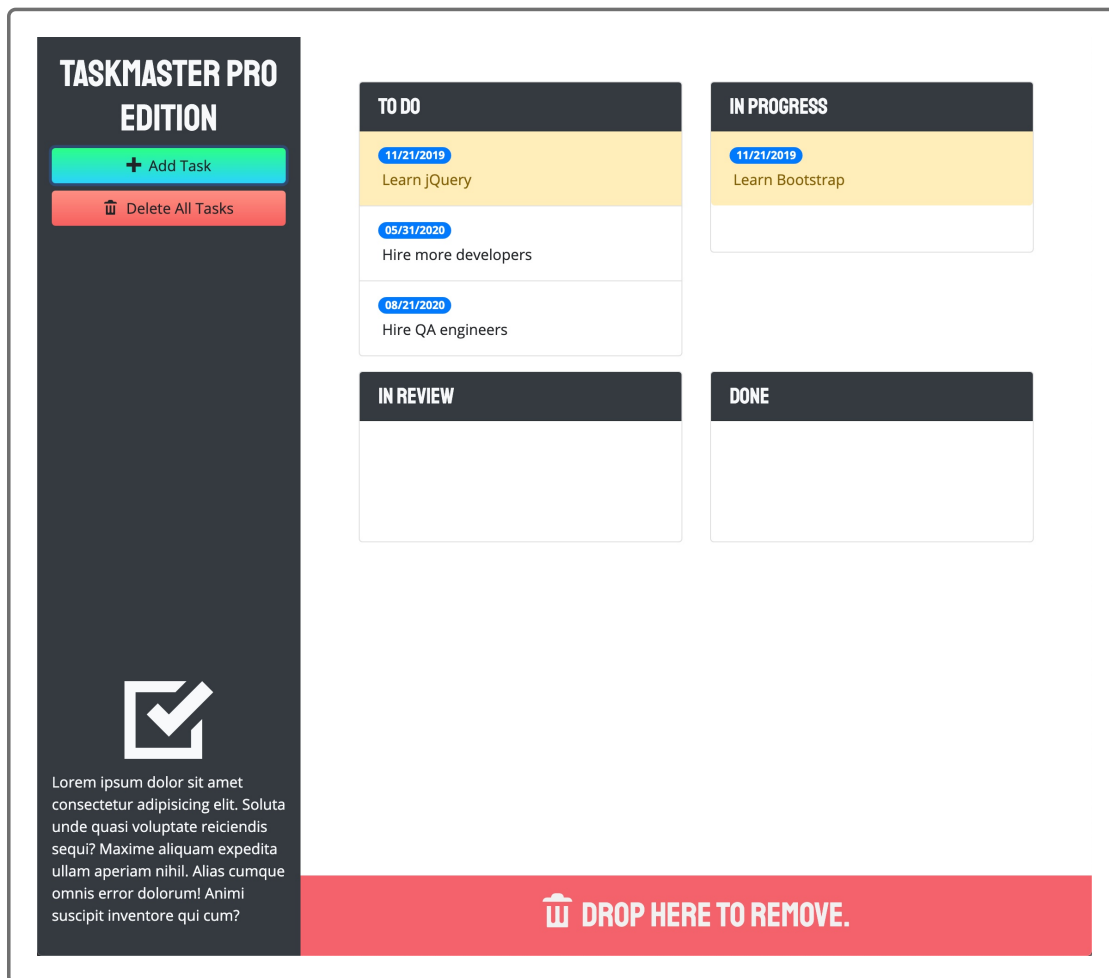 TASKMASTER PRO
EDITION
Add Task
Delete All Tasks
TO DO
11/21/2019
Learn jQuery
05/31/2020
Hire more developers
08/21/2020
Hire QA engineers
IN PROGRESS
11/21/2019
Learn Bootstrap
IN REVIEW
DONE
Lorem ipsum dolor sit amet
consectetur adipisicing elit. Soluta
unde quasi voluptate reiciendis
sequi? Maxime aliquam expedita
ullam aperiam nihil. Alias cumque
omnis error dolorum! Animi
suscipit inventore qui cum?
DROP HERE TO REMOVE.